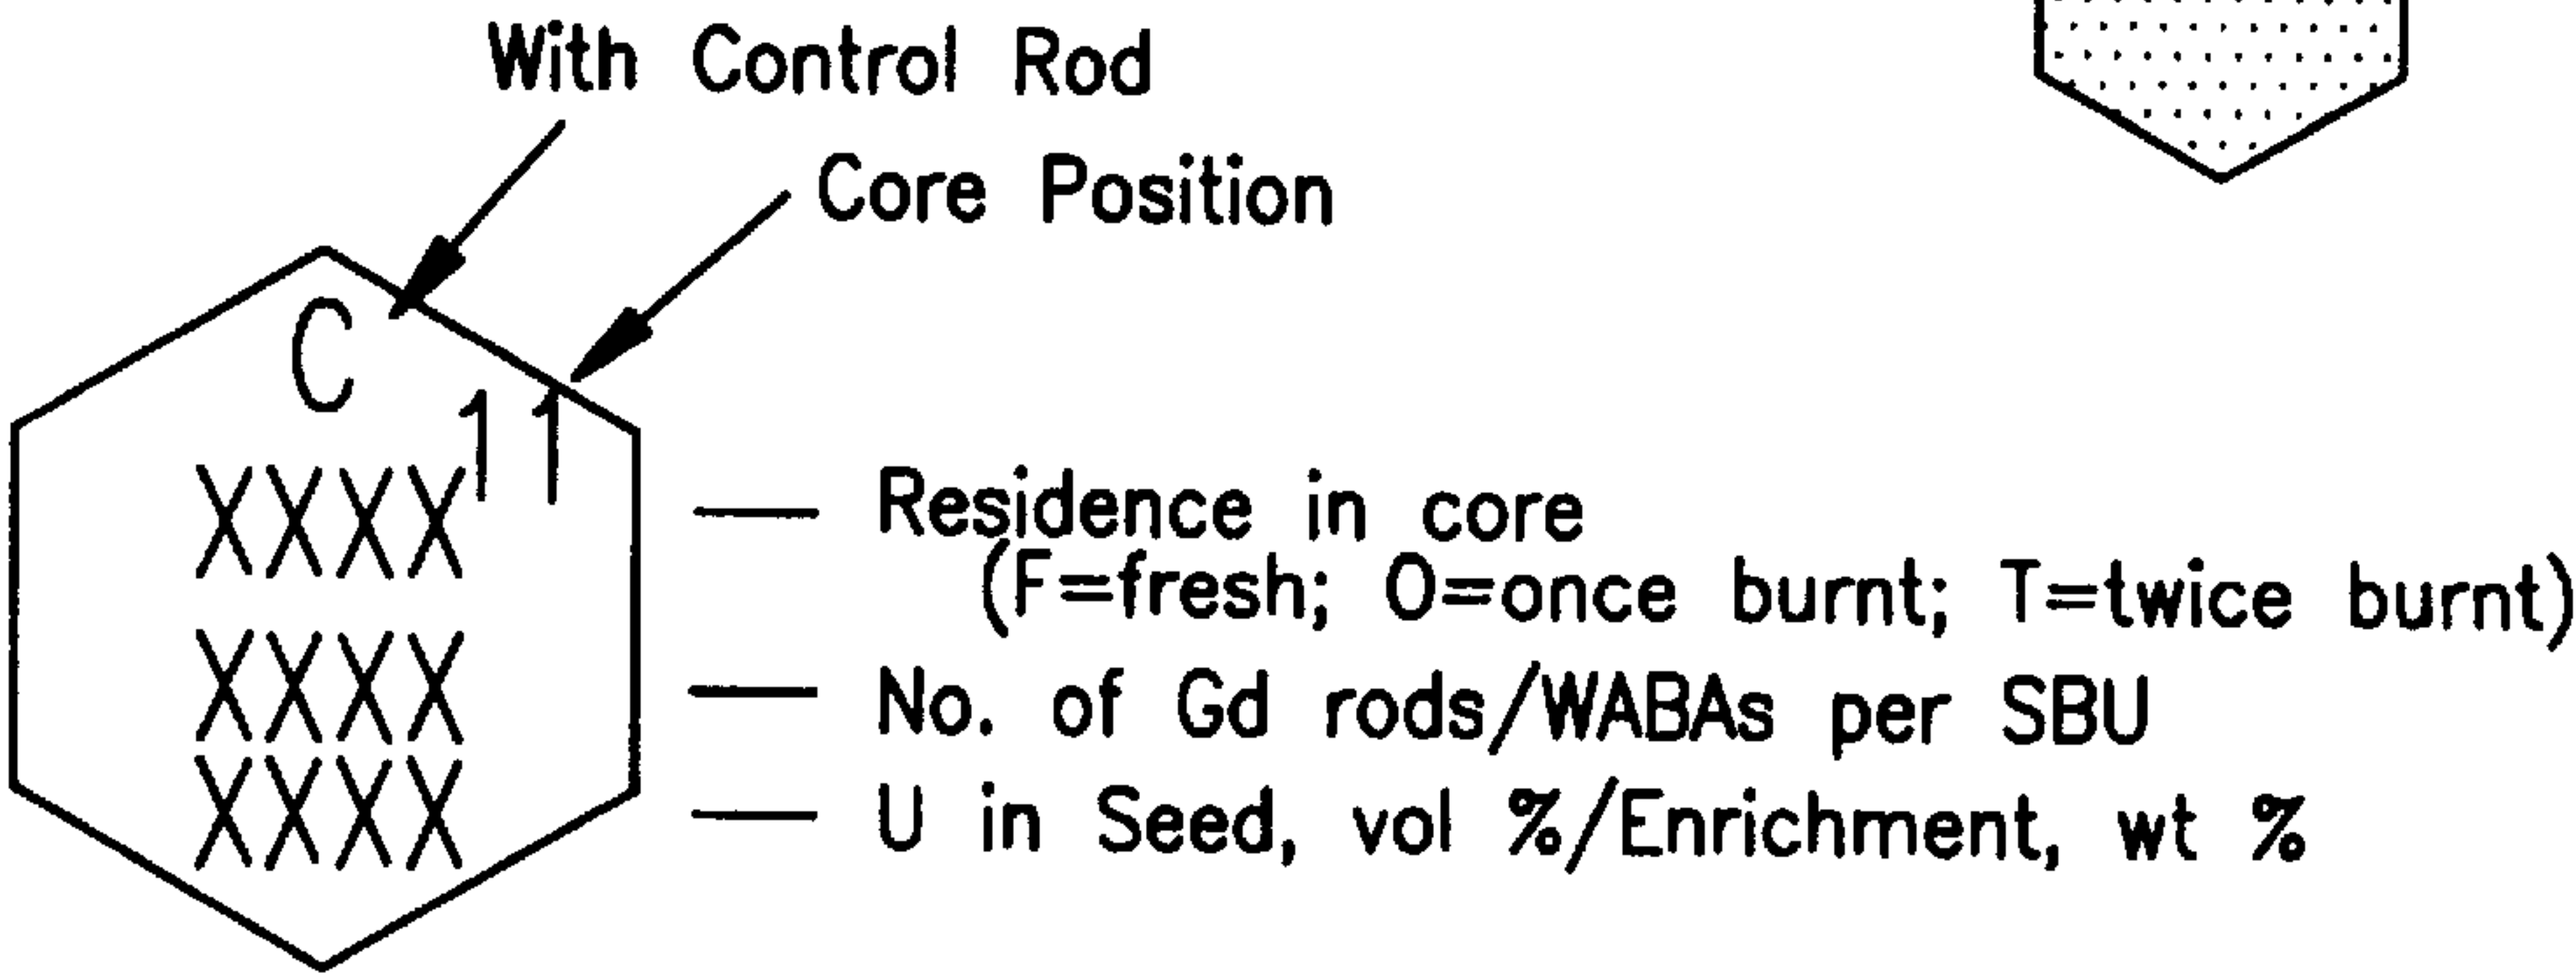 With Control Rod
Core Position
C
11
XXXX
Residence in core
(F=fresh; O=once burnt; T=twice burnt)
XXXX
No. of Gd rods/WABAs per SBU
XXXX
U in Seed, vol %/Enrichment, wt %